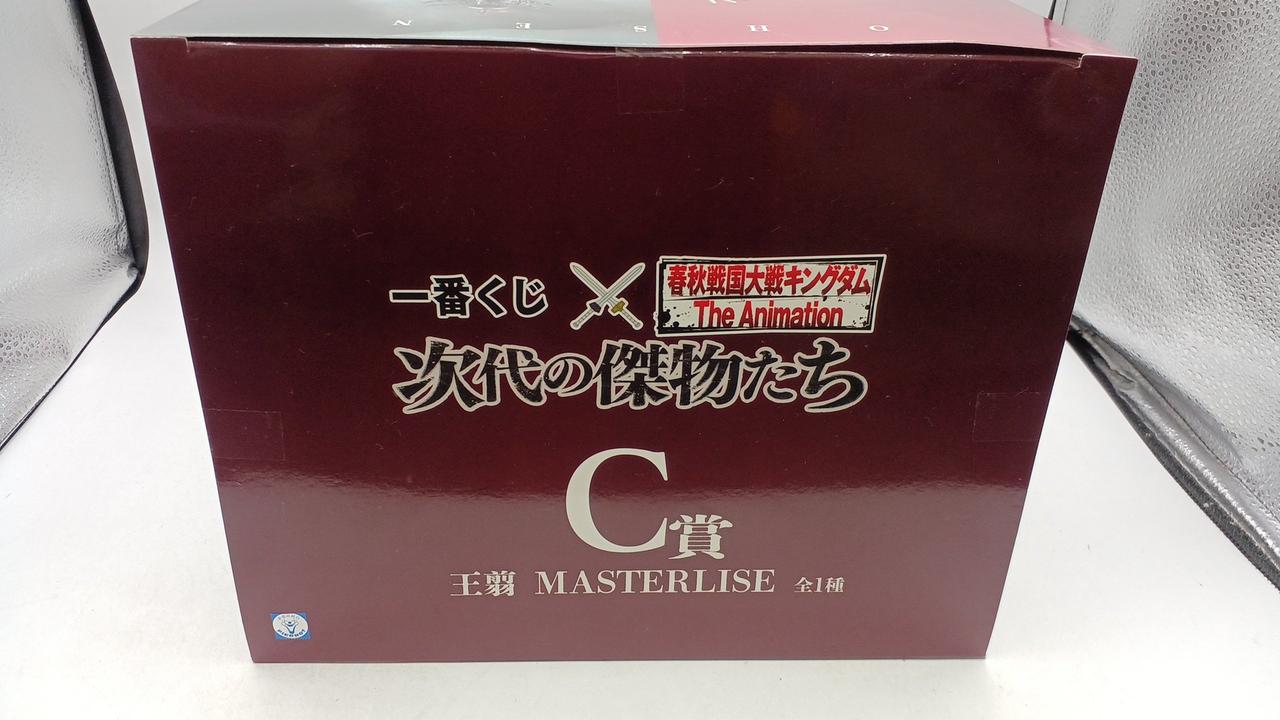 OHSEN
一番くじ
春秋戦国大戦キングダム
The Animation
次代の傑物たち
C賞
王翦 MASTERLISE 全1種